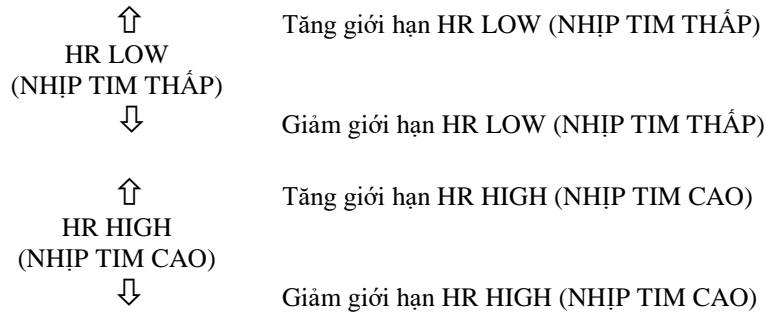 ⇧ Tăng giới hạn HR LOW (NHỊP TIM THẤP)
HR LOW
(NHỊP TIM THẤP)
⇩ Giảm giới hạn HR LOW (NHỊP TIM THẤP)
⇧ Tăng giới hạn HR HIGH (NHỊP TIM CAO)
HR HIGH
(NHỊP TIM CAO)
⇩ Giảm giới hạn HR HIGH (NHỊP TIM CAO)